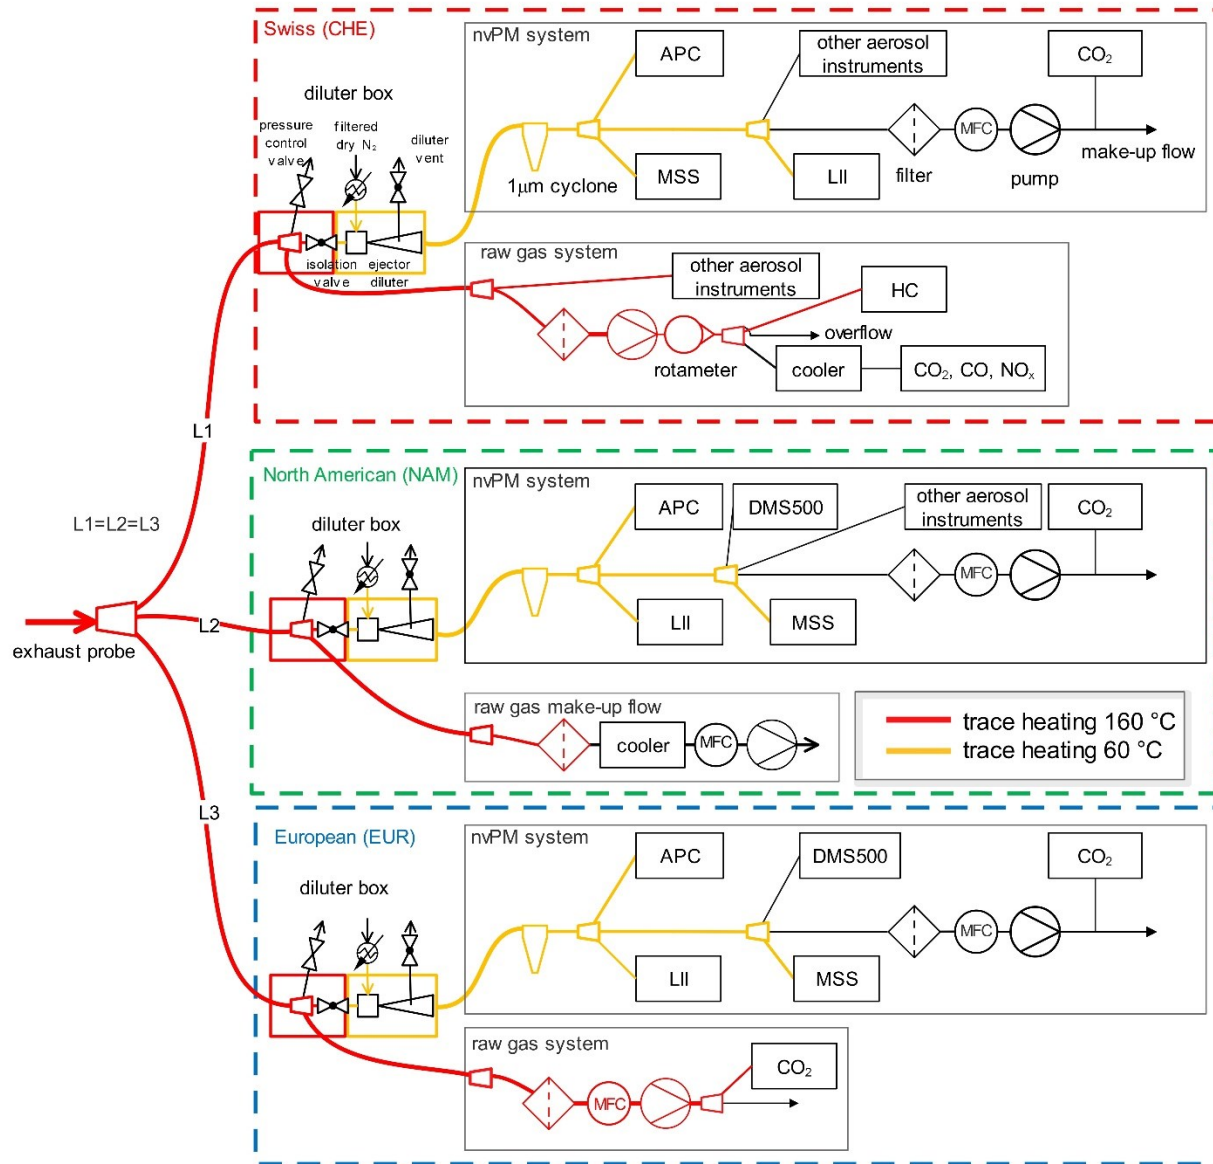 Swiss (CHE)
nvPM system
APC
other aerosol
instruments
CO₂
diluter box
pressure
control
valve
filtered
dry N₂
diluter
vent
1μm cyclone
MSS
LII
filter
MFC
pump
make-up flow
isolation
valve
ejector
diluter
raw gas system
other aerosol
instruments
HC
overflow
rotameter
cooler
CO₂, CO, NOₓ
L1
L1=L2=L3
exhaust probe
L2
L3
North American (NAM)
nvPM system
APC
DMS500
other aerosol
instruments
CO₂
diluter box
MFC
LII
MSS
raw gas make-up flow
cooler
MFC
trace heating 160 °C
trace heating 60 °C
European (EUR)
nvPM system
APC
DMS500
CO₂
diluter box
MFC
LII
MSS
raw gas system
MFC
CO₂